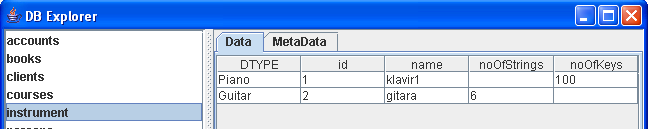 DB Explorer
accounts
books
clients
courses
instrument
Data MetaData
DTYPE id name noOfStrings noOfKeys
Piano 1 klavir1 100
Guitar 2 gitara 6